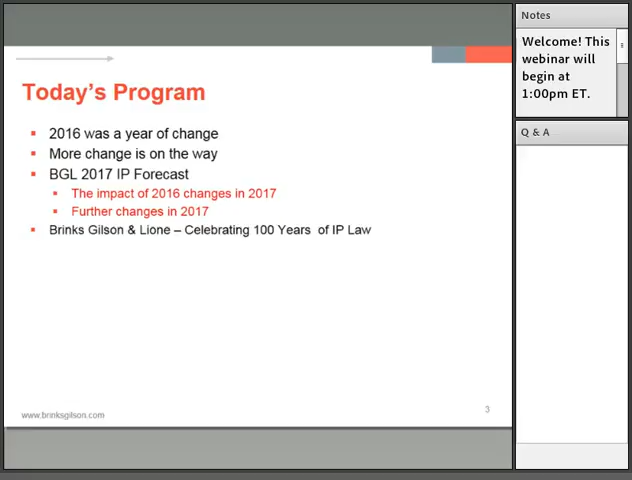 Today's Program
2016 was a year of change
More change is on the way
BGL 2017 IP Forecast
The impact of 2016 changes in 2017
Further changes in 2017
Brinks Gilson & Lione – Celebrating 100 Years of IP Law
www.brinksgilson.com
3
Notes
Welcome! This
webinar will
begin at
1:00pm ET.
Q & A